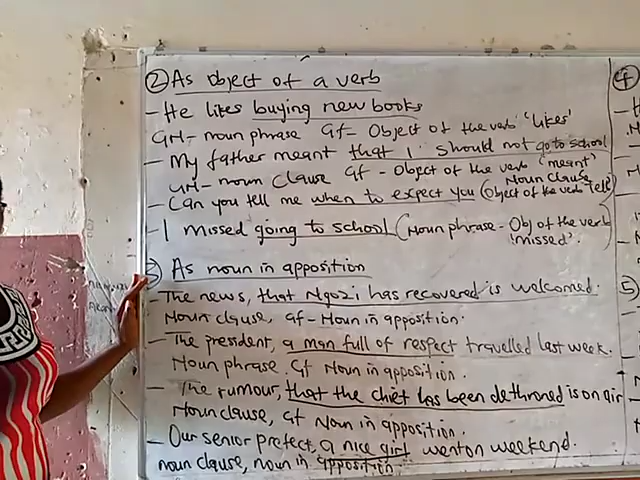 ② As object of a verb
- He likes buying new books
GN- noun phrase GF- Object of the verb 'likes'
- My father meant that I should not go to school
GN- noun Clause GF - Object of the verb 'meant'
- Can you tell me when to expect you (Noun Clause Object of the verb 'tell')
- I missed going to school (Noun phrase - Obj of the verb
'missed'.
③ As noun in apposition
- The news, that Ngozi has recovered is welcomed.
Noun clause, GF- Noun in apposition.
- The president, a man full of respect travelled last week.
Noun phrase. GF Noun in apposition.
- The rumour, that the chief has been dethroned is on air
Noun clause, GF Noun in apposition.
- Our senior prefect, a nice girl went on weekend.
noun clause, noun in apposition.
④
⑤